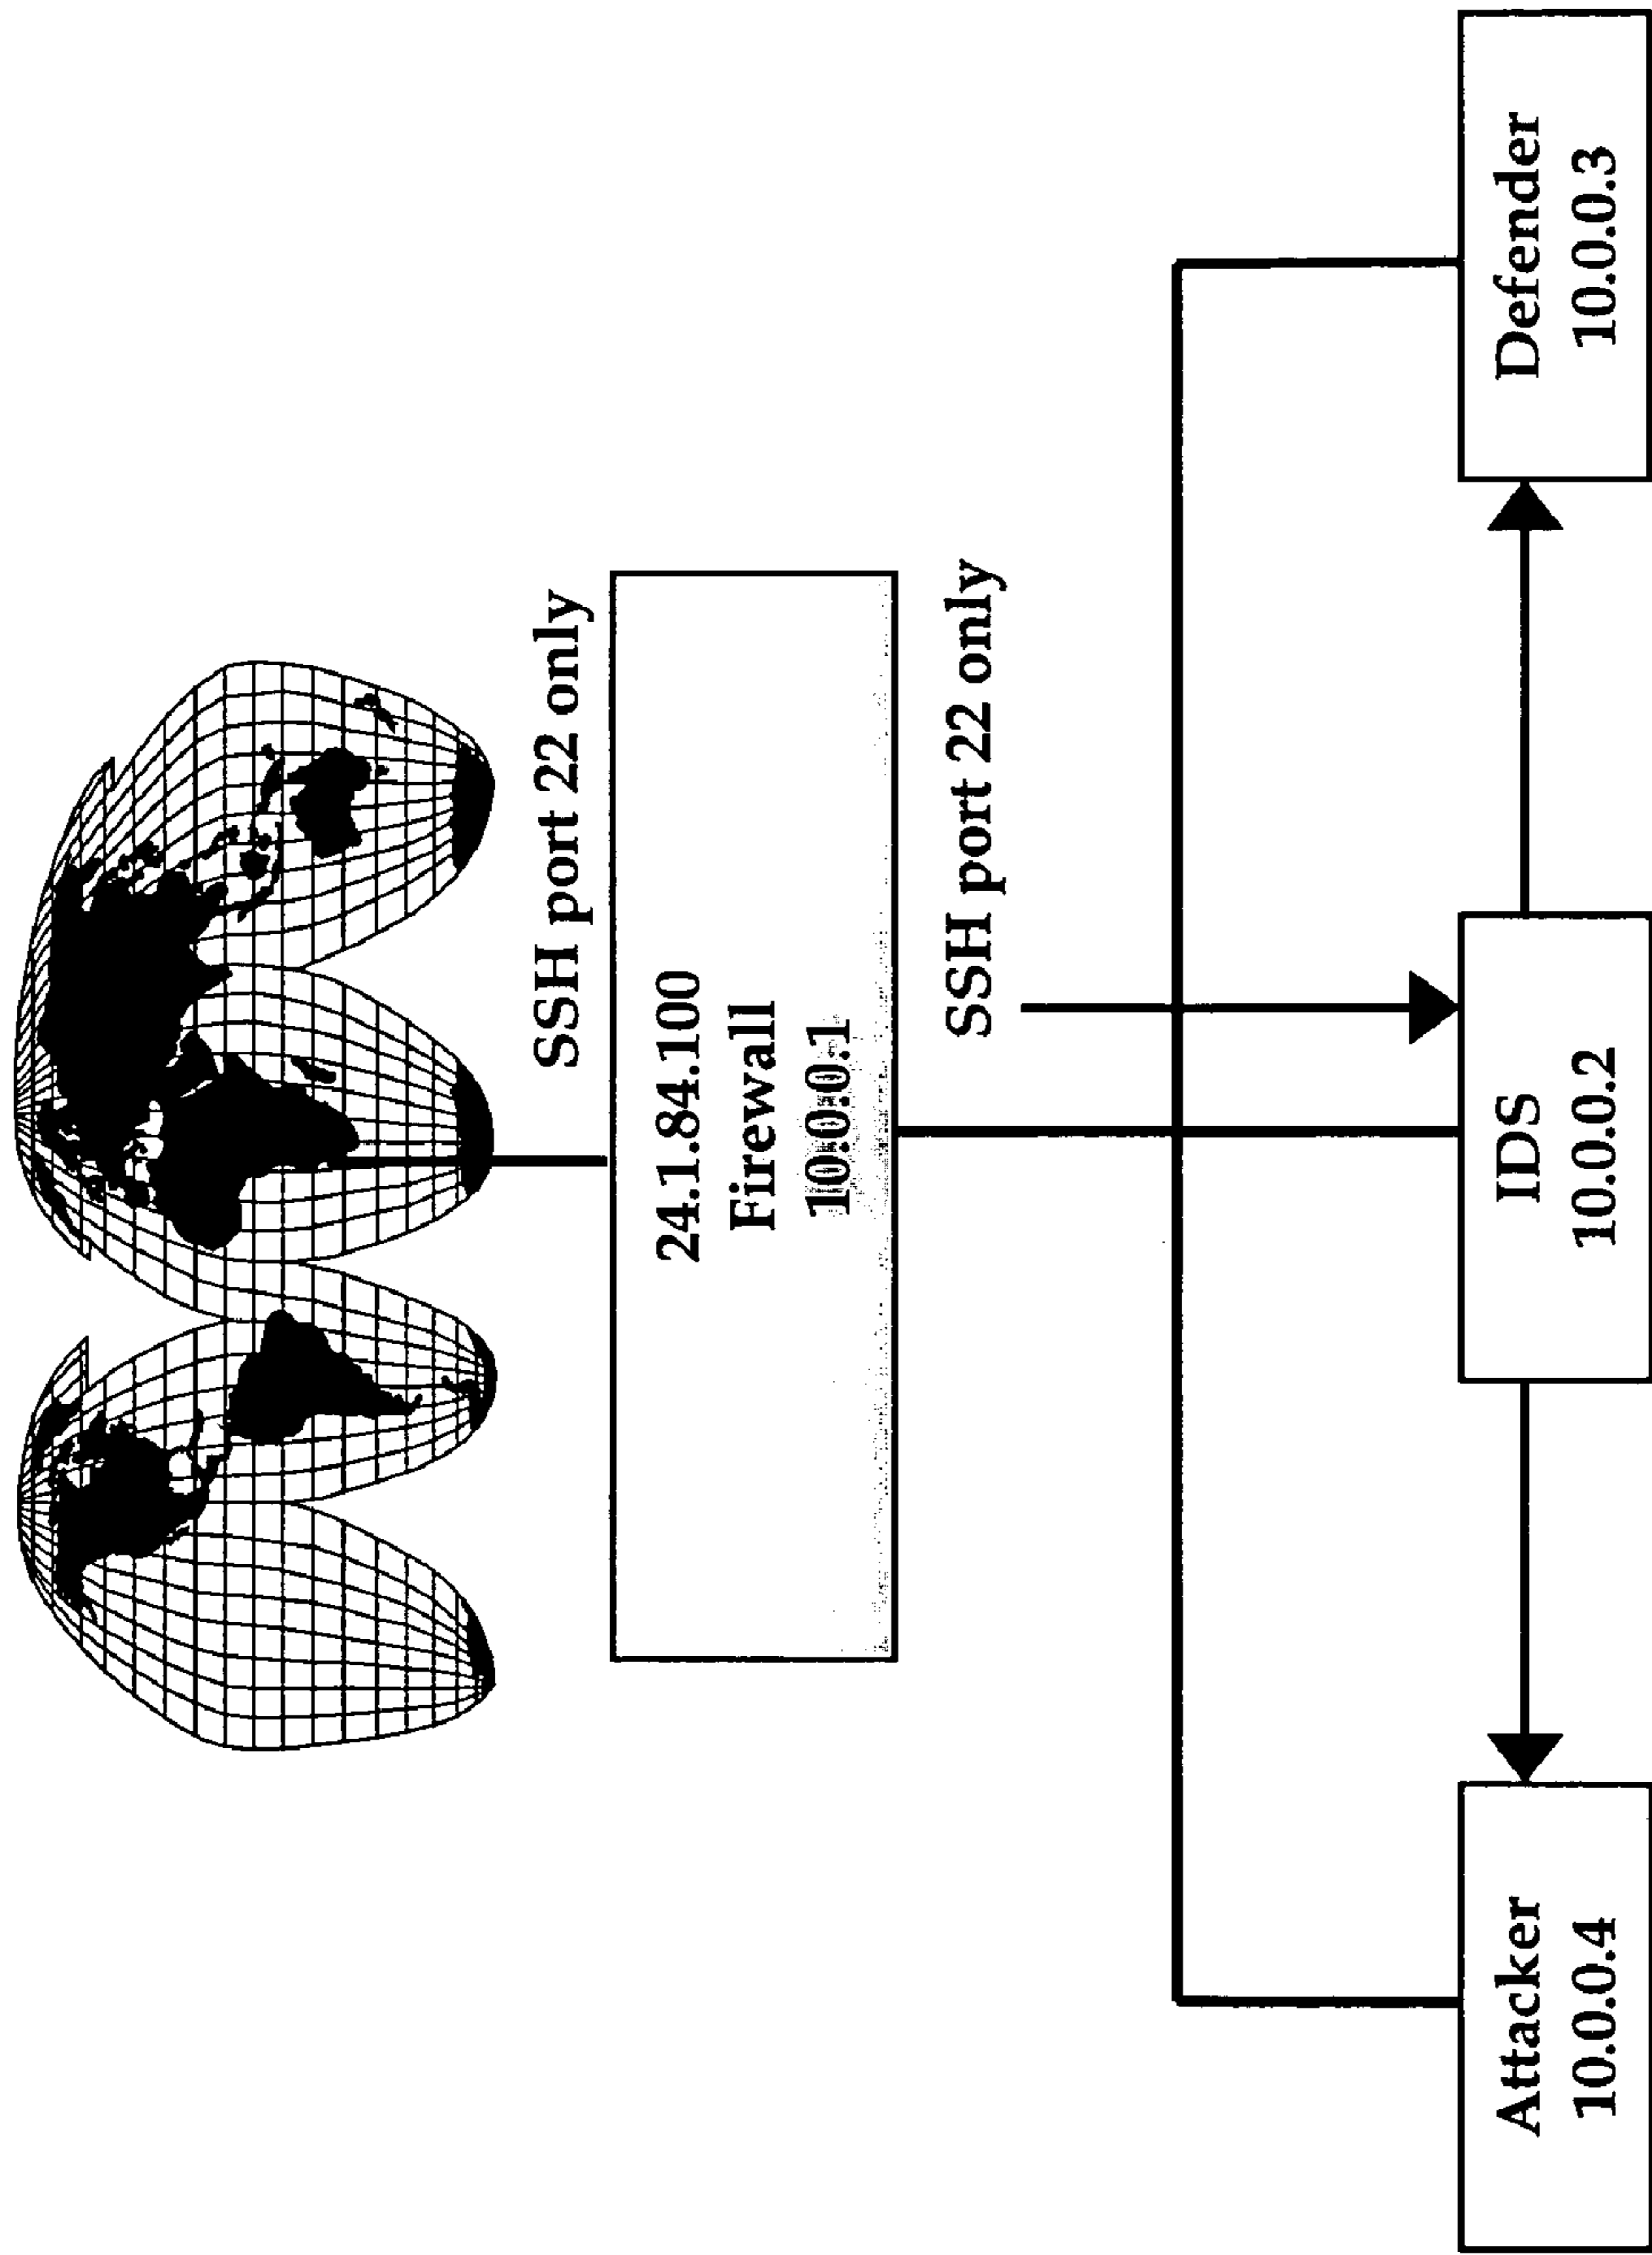 SSH port 22 only
24.1.84.100
Firewall
10.0.0.1
SSH port 22 only
Attacker
10.0.0.4
IDS
10.0.0.2
Defender
10.0.0.3